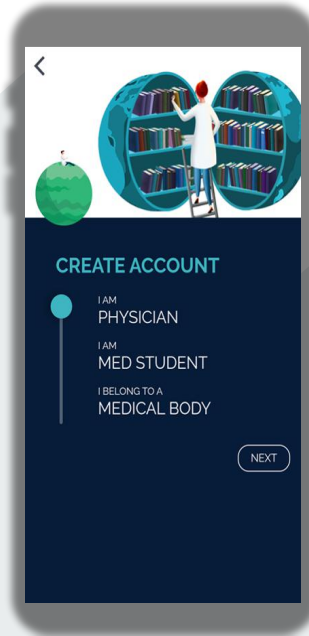 CREATE ACCOUNT
I AM
PHYSICIAN
I AM
MED STUDENT
I BELONG TO A
MEDICAL BODY
NEXT